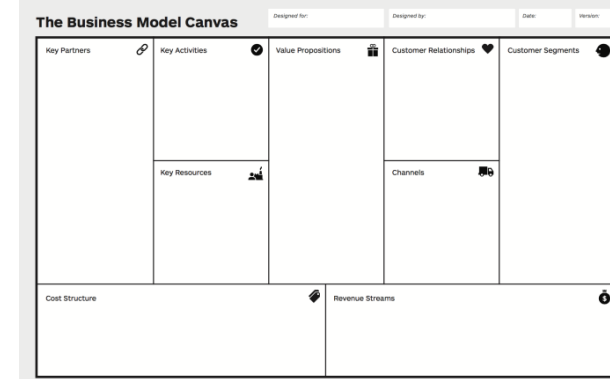 The Business Model Canvas
Designed for:
Designed by:
Date:
Version:
Key Partners
Key Activities
Value Propositions
Customer Relationships
Customer Segments
Key Resources
Channels
Cost Structure
Revenue Streams